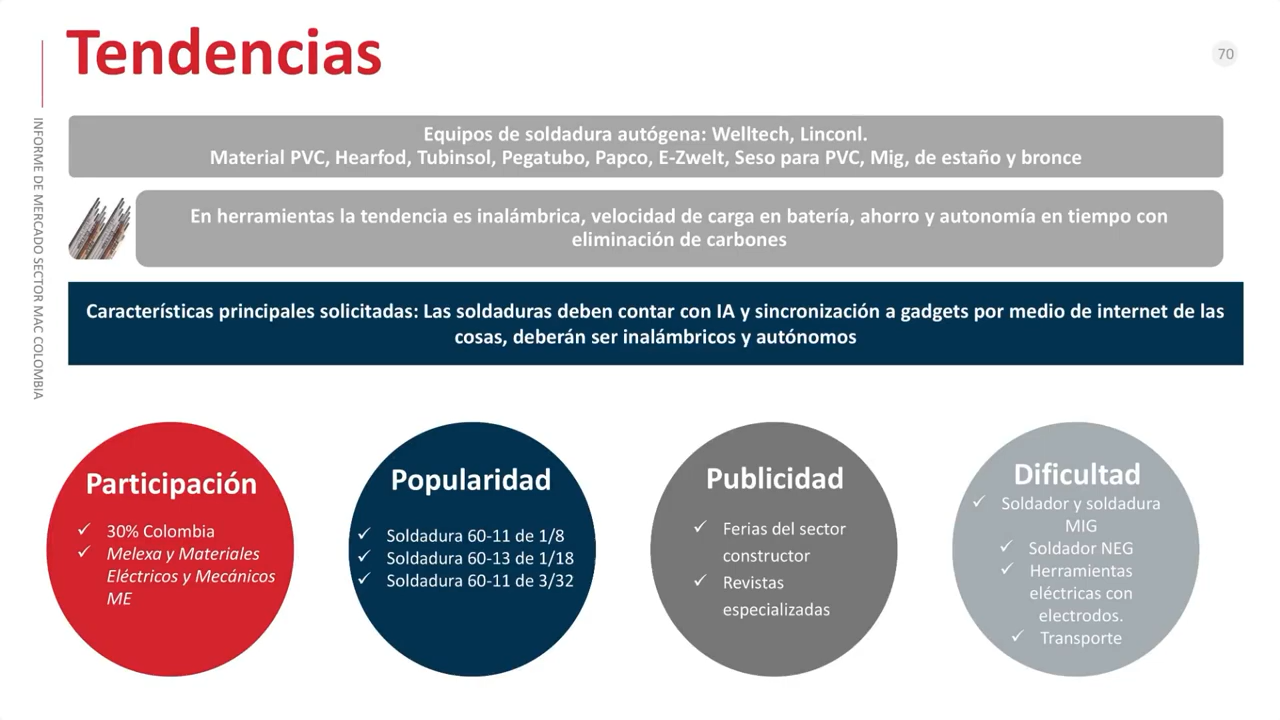 Tendencias
70
INFORME DE MERCADO SECTOR MAC COLOMBIA
Equipos de soldadura autógena: Welltech, Linconl.
Material PVC, Hearfod, Tubinsol, Pegatubo, Papco, E-Zwelt, Seso para PVC, Mig, de estaño y bronce
En herramientas la tendencia es inalámbrica, velocidad de carga en batería, ahorro y autonomía en tiempo con
eliminación de carbones
Características principales solicitadas: Las soldaduras deben contar con IA y sincronización a gadgets por medio de internet de las
cosas, deberán ser inalámbricos y autónomos
Participación
✓ 30% Colombia
✓ Melexa y Materiales
Eléctricos y Mecánicos
ME
Popularidad
✓ Soldadura 60-11 de 1/8
✓ Soldadura 60-13 de 1/18
✓ Soldadura 60-11 de 3/32
Publicidad
✓ Ferias del sector
constructor
✓ Revistas
especializadas
Dificultad
✓ Soldador y soldadura
MIG
✓ Soldador NEG
✓ Herramientas
eléctricas con
electrodos.
✓ Transporte